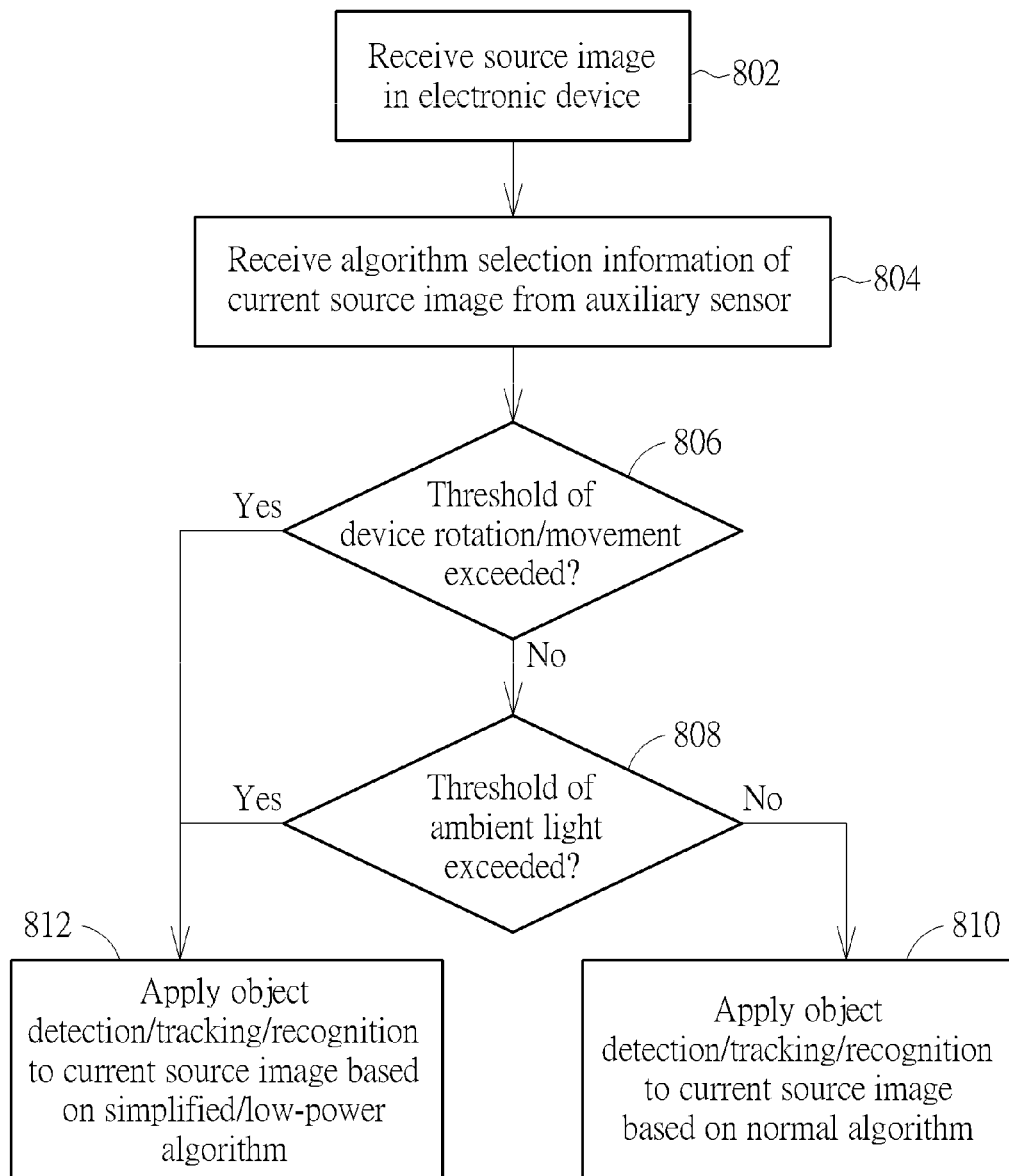 Receive source image
in electronic device
802
Receive algorithm selection information of
current source image from auxiliary sensor
804
806
Threshold of
device rotation/movement
exceeded?
Yes
No
808
Threshold of
ambient light
exceeded?
Yes
No
812
Apply object
detection/tracking/recognition
to current source image based
on simplified/low-power
algorithm
810
Apply object
detection/tracking/recognition
to current source image
based on normal algorithm